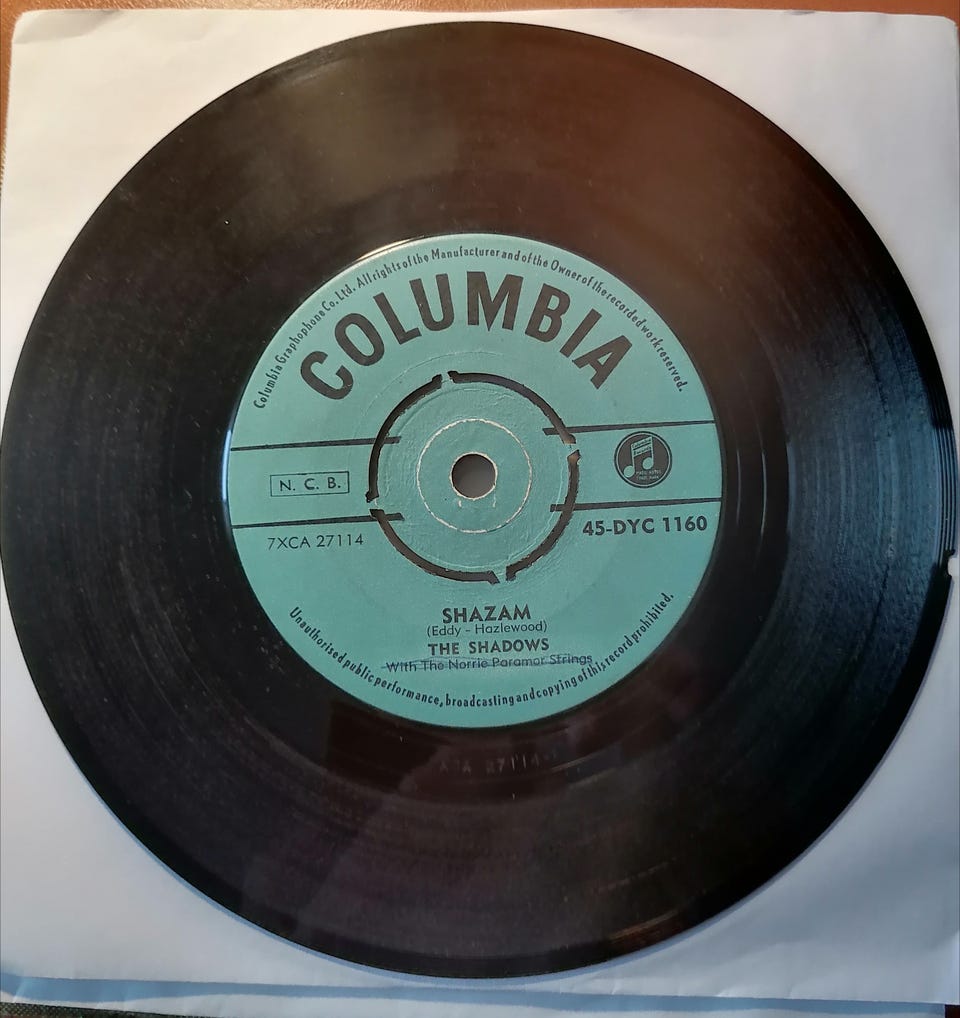 Columbia Graphophone Co. Ltd. All rights of the Manufacturer and of the Owner of the recorded work reserved.
COLUMBIA
N. C. B.
7XCA 27114
45-DYC 1160
SHAZAM
(Eddy - Hazlewood)
THE SHADOWS
With The Norrie Paramor Strings
Unauthorised public performance, broadcasting and copying of this record prohibited.